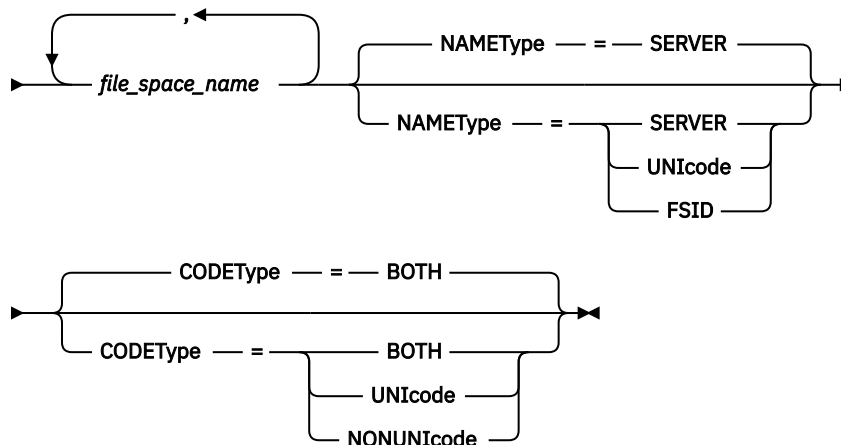 ,
NAMEType = SERVER
file_space_name
NAMEType = SERVER
UNIcode
FSID
CODEType = BOTH
CODEType = BOTH
UNIcode
NONUNIcode